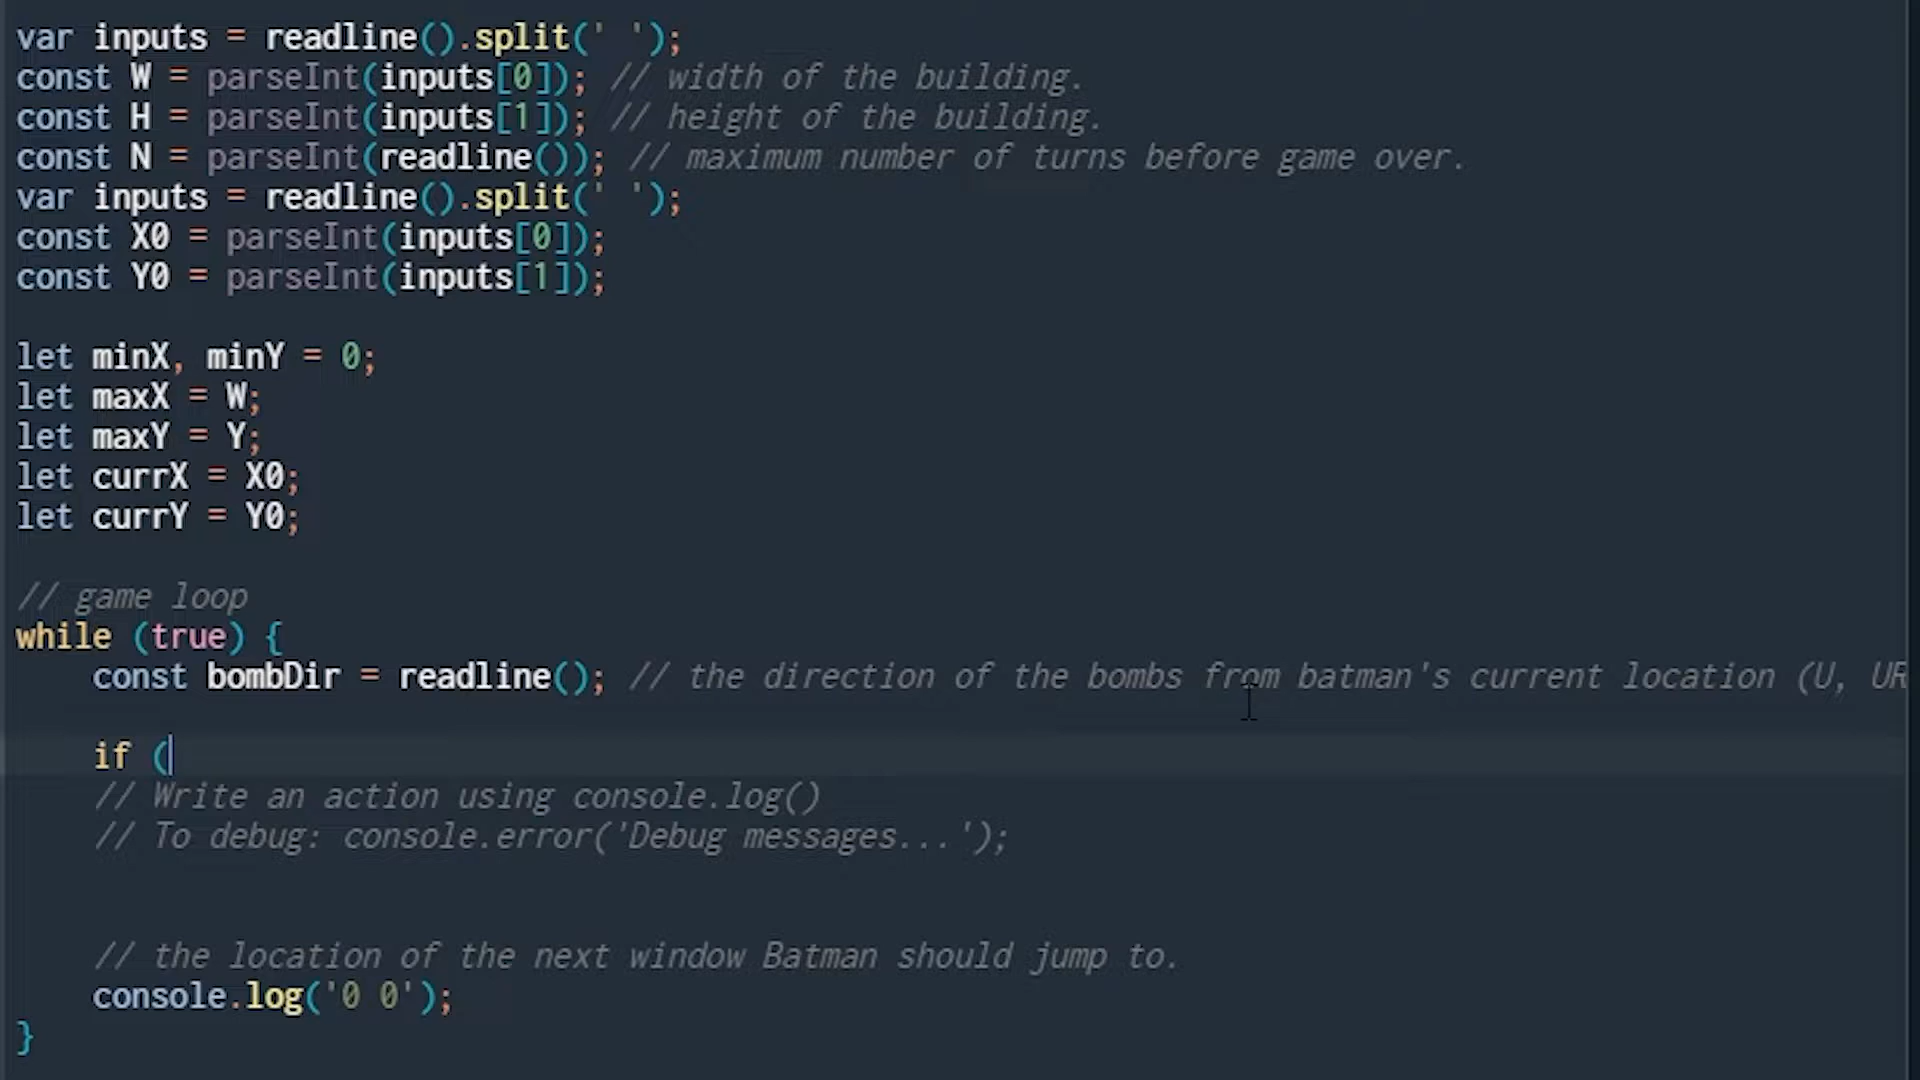 var inputs = readline().split(' ');
const W = parseInt(inputs[0]); // width of the building.
const H = parseInt(inputs[1]); // height of the building.
const N = parseInt(readline()); // maximum number of turns before game over.
var inputs = readline().split(' ');
const X0 = parseInt(inputs[0]);
const Y0 = parseInt(inputs[1]);
let minX, minY = 0;
let maxX = W;
let maxY = Y;
let currX = X0;
let currY = Y0;
// game loop
while (true) {
    const bombDir = readline(); // the direction of the bombs from batman's current location (U, UR
    if (
    // Write an action using console.log()
    // To debug: console.error('Debug messages...');
    // the location of the next window Batman should jump to.
    console.log('0 0');
}